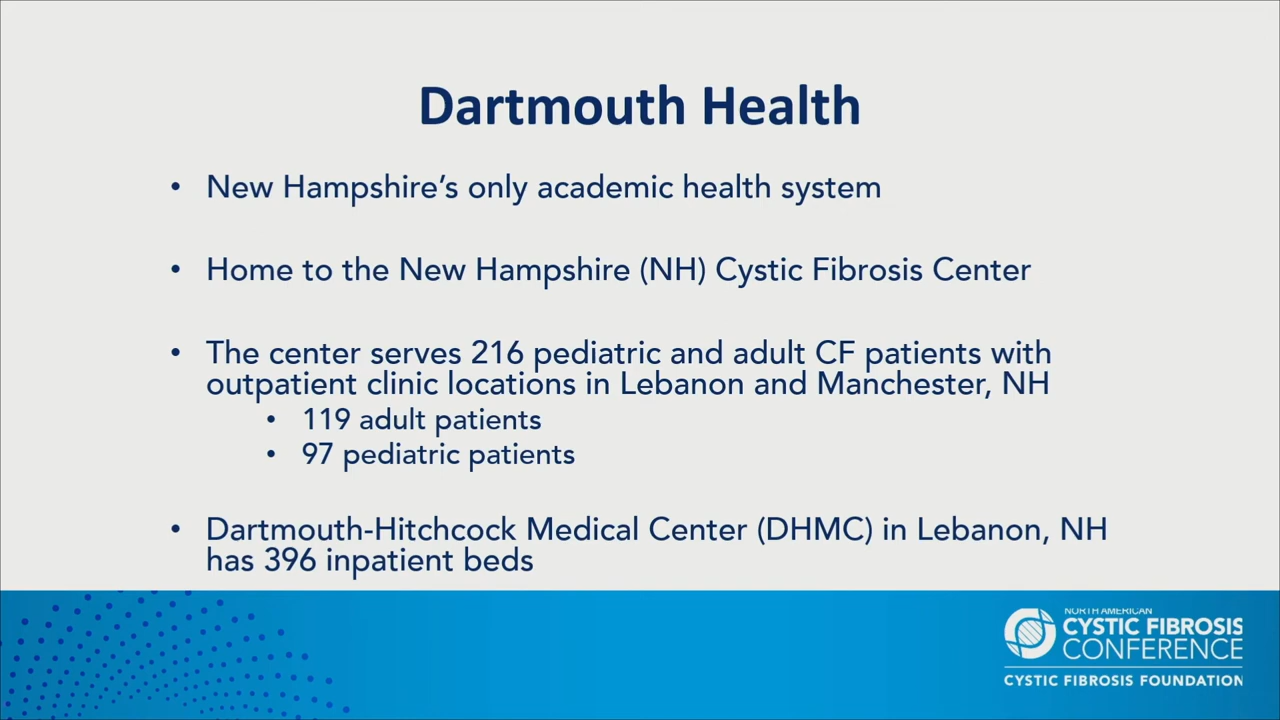 Dartmouth Health
• New Hampshire’s only academic health system
• Home to the New Hampshire (NH) Cystic Fibrosis Center
• The center serves 216 pediatric and adult CF patients with
outpatient clinic locations in Lebanon and Manchester, NH
• 119 adult patients
• 97 pediatric patients
• Dartmouth-Hitchcock Medical Center (DHMC) in Lebanon, NH
has 396 inpatient beds
NORTH AMERICAN
CYSTIC FIBROSIS
CONFERENCE
CYSTIC FIBROSIS FOUNDATION